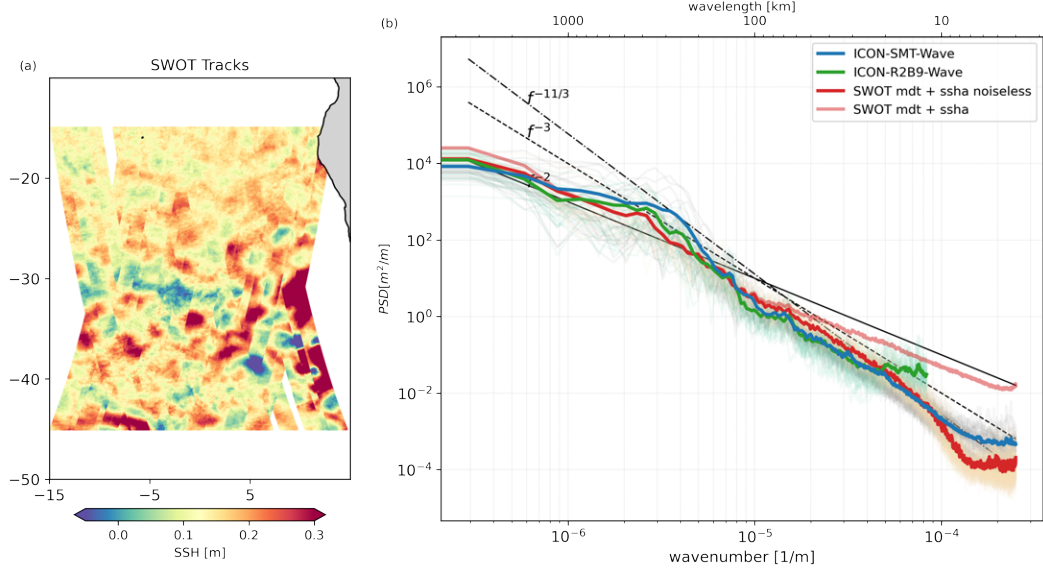 (a)
SWOT Tracks
−20
−30
−40
−50
−15
−5
5
0.0
0.1
0.2
0.3
SSH [m]
(b)
wavelength [km]
1000
100
10
ICON-SMT-Wave
ICON-R2B9-Wave
SWOT mdt + ssha noiseless
SWOT mdt + ssha
f^{-11/3}
f^{-3}
f^{-2}
PSD[m^2/m]
10^6
10^4
10^2
10^0
10^{-2}
10^{-4}
10^{-6}
10^{-5}
10^{-4}
wavenumber [1/m]